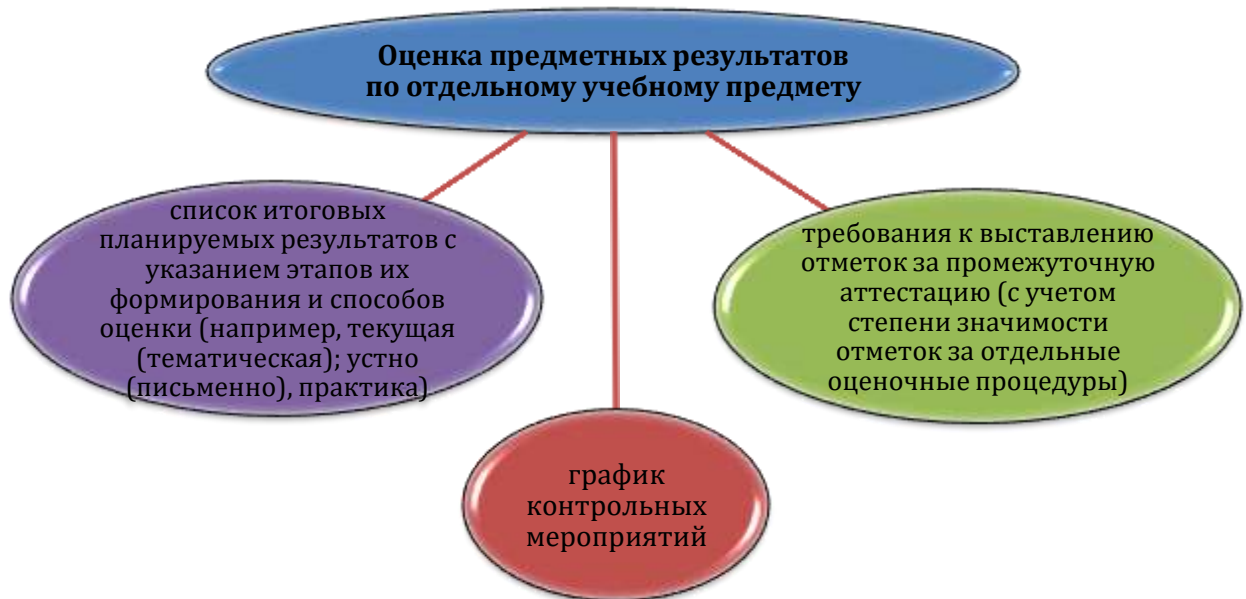 Оценка предметных результатов
по отдельному учебному предмету
список итоговых
планируемых результатов с
указанием этапов их
формирования и способов
оценки (например, текущая
(тематическая); устно
(письменно), практика)
требования к выставлению
отметок за промежуточную
аттестацию (с учетом
степени значимости
отметок за отдельные
оценочные процедуры)
график
контрольных
мероприятий